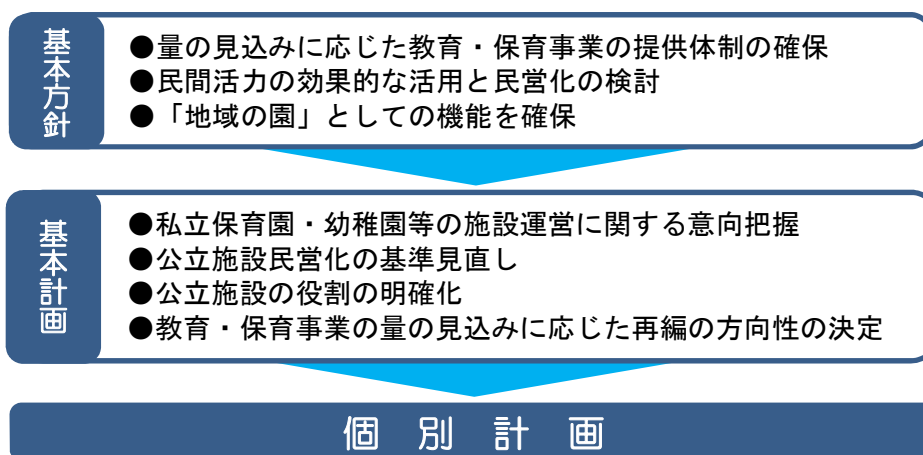 基本方針
●量の見込みに応じた教育・保育事業の提供体制の確保
●民間活力の効果的な活用と民営化の検討
●「地域の園」としての機能を確保
基本計画
●私立保育園・幼稚園等の施設運営に関する意向把握
●公立施設民営化の基準見直し
●公立施設の役割の明確化
●教育・保育事業の量の見込みに応じた再編の方向性の決定
個別計画